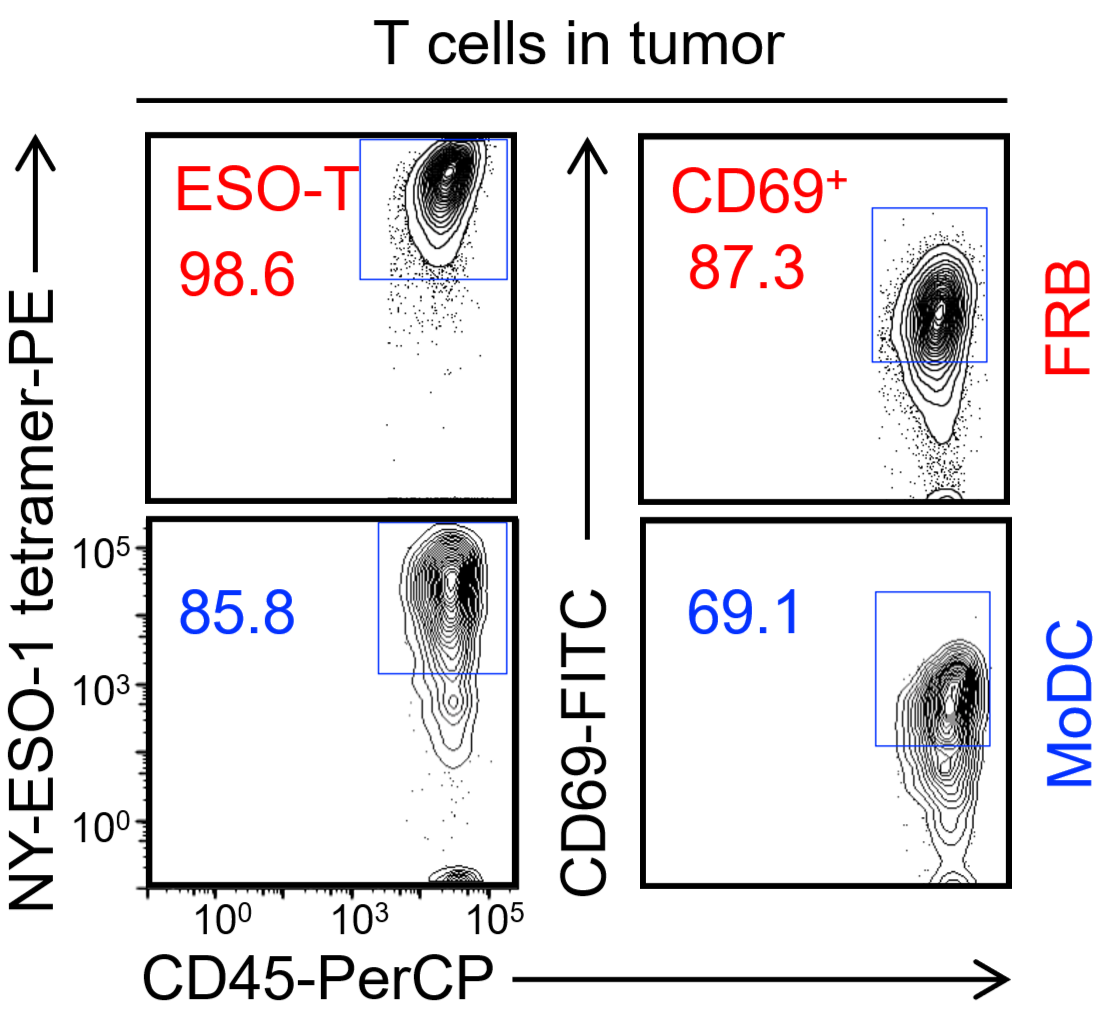 T cells in tumor
NY-ESO-1 tetramer-PE
ESO-T
98.6
CD69-FITC
CD69⁺
87.3
FRB
10⁵
10³
10⁰
85.8
69.1
MoDC
10⁰ 10³ 10⁵
CD45-PerCP